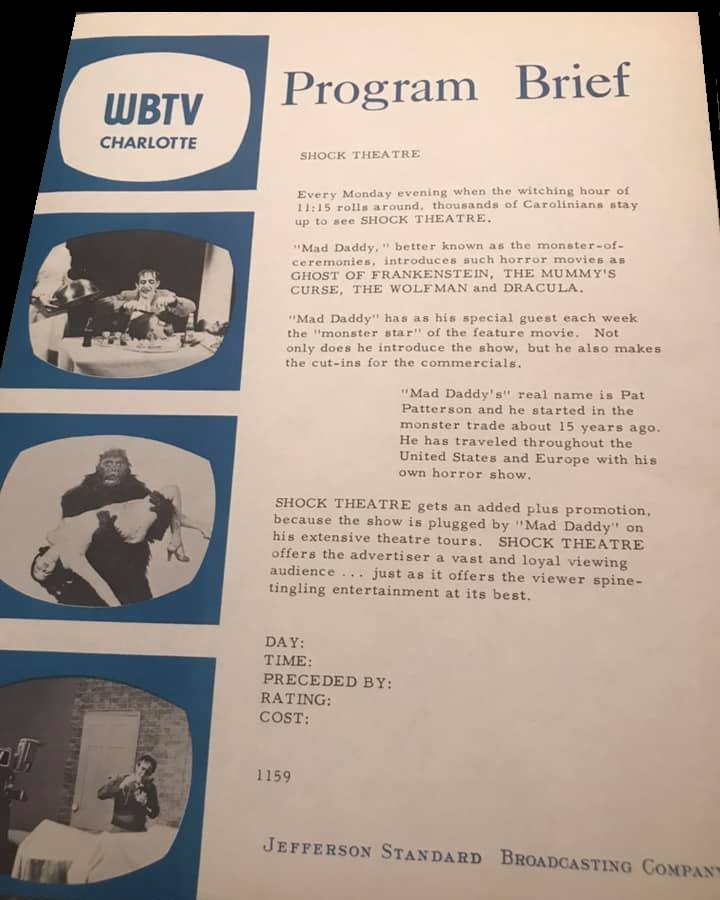 WBTV
CHARLOTTE
Program Brief
SHOCK THEATRE
Every Monday evening when the witching hour of
11:15 rolls around, thousands of Carolinians stay
up to see SHOCK THEATRE.
"Mad Daddy," better known as the monster-of-
ceremonies, introduces such horror movies as
GHOST OF FRANKENSTEIN, THE MUMMY'S
CURSE, THE WOLFMAN and DRACULA.
"Mad Daddy" has as his special guest each week
the "monster star" of the feature movie. Not
only does he introduce the show, but he also makes
the cut-ins for the commercials.
"Mad Daddy's" real name is Pat
Patterson and he started in the
monster trade about 15 years ago.
He has traveled throughout the
United States and Europe with his
own horror show.
SHOCK THEATRE gets an added plus promotion,
because the show is plugged by "Mad Daddy" on
his extensive theatre tours. SHOCK THEATRE
offers the advertiser a vast and loyal viewing
audience ... just as it offers the viewer spine-
tingling entertainment at its best.
DAY:
TIME:
PRECEDED BY:
RATING:
COST:
1159
JEFFERSON STANDARD BROADCASTING COMPANY